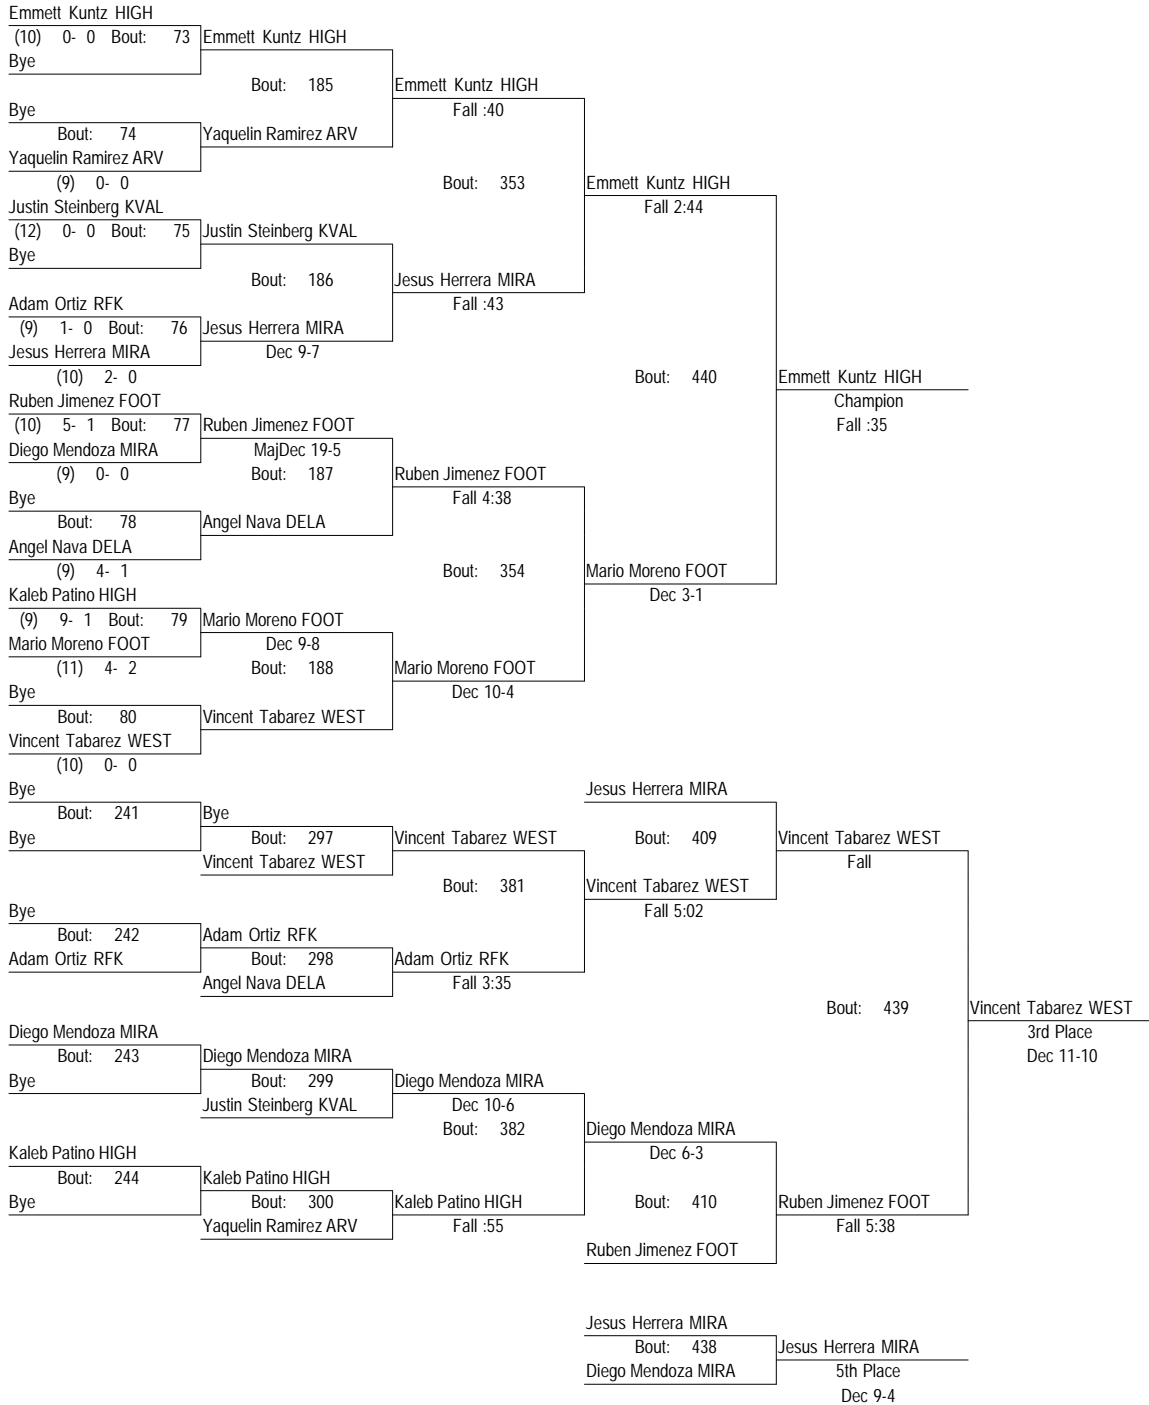 Emmett Kuntz HIGH
(10) 0- 0 Bout: 73 Emmett Kuntz HIGH
Bye
Bout: 185 Emmett Kuntz HIGH
Bye Fall :40
Bout: 74 Yaquelin Ramirez ARV
Yaquelin Ramirez ARV
(9) 0- 0 Bout: 353 Emmett Kuntz HIGH
Justin Steinberg KVAL Fall 2:44
(12) 0- 0 Bout: 75 Justin Steinberg KVAL
Bye
Bout: 186 Jesus Herrera MIRA
Adam Ortiz RFK Fall :43
(9) 1- 0 Bout: 76 Jesus Herrera MIRA
Jesus Herrera MIRA Dec 9-7
(10) 2- 0 Bout: 440 Emmett Kuntz HIGH
Ruben Jimenez FOOT Champion
(10) 5- 1 Bout: 77 Ruben Jimenez FOOT Fall :35
Diego Mendoza MIRA MajDec 19-5
(9) 0- 0 Bout: 187 Ruben Jimenez FOOT
Bye Fall 4:38
Bout: 78 Angel Nava DELA
Angel Nava DELA
(9) 4- 1 Bout: 354 Mario Moreno FOOT
Kaleb Patino HIGH Dec 3-1
(9) 9- 1 Bout: 79 Mario Moreno FOOT
Mario Moreno FOOT Dec 9-8
(11) 4- 2 Bout: 188 Mario Moreno FOOT
Bye Dec 10-4
Bout: 80 Vincent Tabarez WEST
Vincent Tabarez WEST
(10) 0- 0
Bye Jesus Herrera MIRA
Bout: 241 Bye
Bye Bout: 297 Vincent Tabarez WEST Bout: 409 Vincent Tabarez WEST
Vincent Tabarez WEST Fall
Bout: 381 Vincent Tabarez WEST
Bye Fall 5:02
Bout: 242 Adam Ortiz RFK
Adam Ortiz RFK Bout: 298 Adam Ortiz RFK
Angel Nava DELA Fall 3:35
Bout: 439 Vincent Tabarez WEST
Diego Mendoza MIRA 3rd Place
Bout: 243 Diego Mendoza MIRA Dec 11-10
Bye Bout: 299 Diego Mendoza MIRA
Justin Steinberg KVAL Dec 10-6
Bout: 382 Diego Mendoza MIRA
Kaleb Patino HIGH Dec 6-3
Bout: 244 Kaleb Patino HIGH
Bye Bout: 300 Kaleb Patino HIGH Bout: 410 Ruben Jimenez FOOT
Yaquelin Ramirez ARV Fall :55 Fall 5:38
Ruben Jimenez FOOT
Jesus Herrera MIRA
Bout: 438 Jesus Herrera MIRA
Diego Mendoza MIRA 5th Place
Dec 9-4